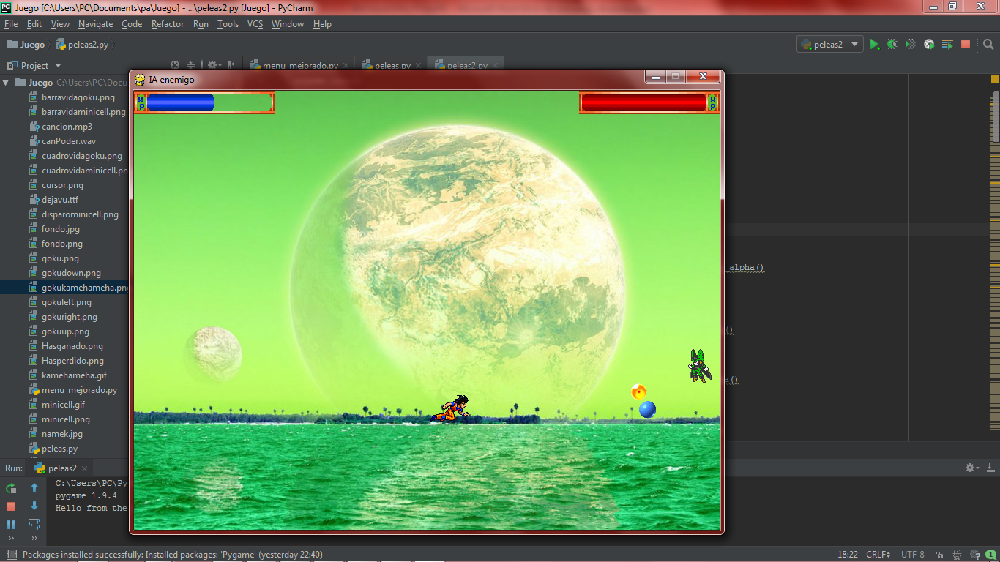 PC Juego [C:\Users\PC\Documents\pa\Juego] - ...\peleas2.py [Juego] - PyCharm
File Edit View Navigate Code Refactor Run Tools VCS Window Help
Juego peleas2.py peleas2
Project menu_mejorado.py peleas.py peleas2.py
IA enemigo
Juego C:\Users\PC\Docu
barravidagoku.png
barravidaminicell.png
cancion.mp3
canPoder.wav
cuadrovidagoku.png
cuadrovidaminicell.pn
cursor.png
dejavu.ttf
disparominicell.png
fondo.jpg
fondo.png
goku.png
gokudown.png
gokukamehameha.png
gokuleft.png
gokuright.png
gokuup.png
Hasganado.png
Hasperdido.png
kamehameha.gif
menu_mejorado.py
minicell.gif
minicell.png
namek.jpg
peleas.py
HP HP
_alpha()
()
a()
Run: peleas2
C:\Users\PC\Py
pygame 1.9.4
Hello from the
Packages installed successfully: Installed packages: 'Pygame' (yesterday 22:40) 18:22 CRLF UTF-8 1